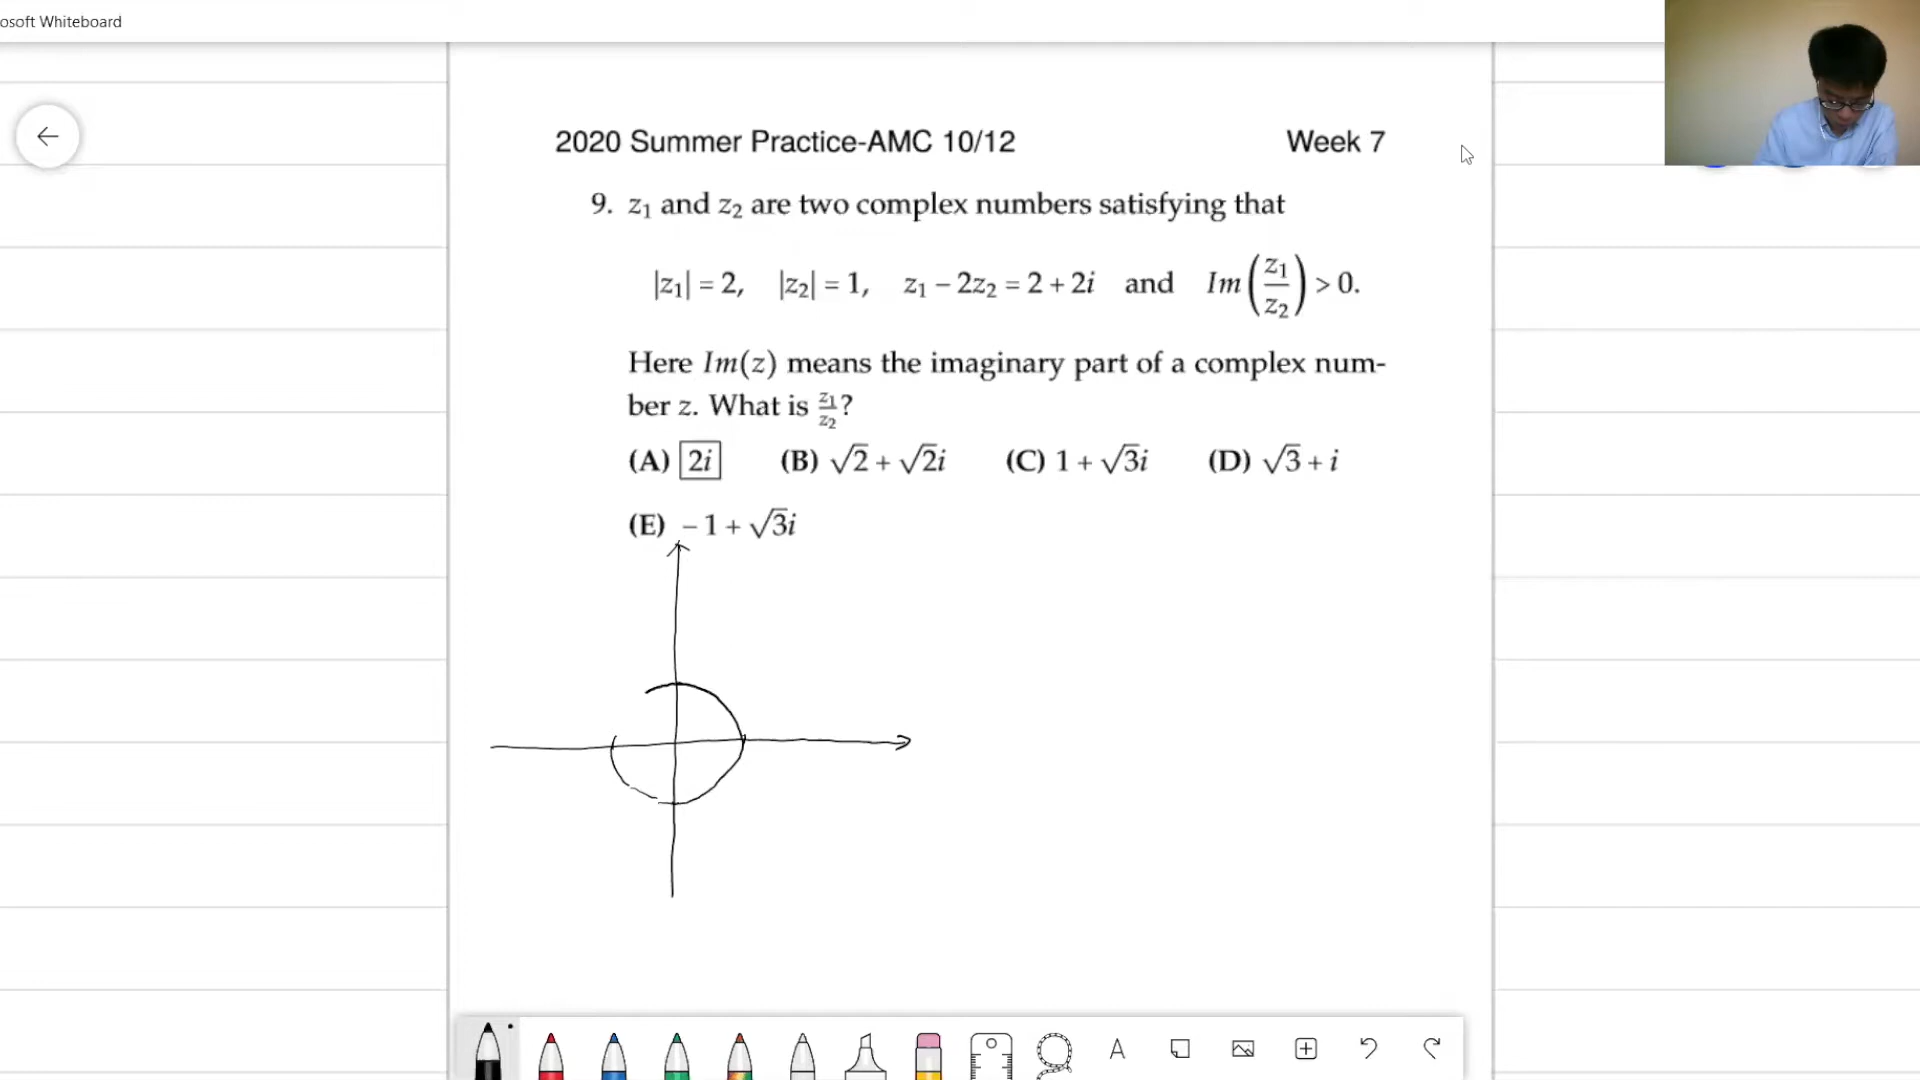 osoft Whiteboard
2020 Summer Practice-AMC 10/12 Week 7
9. z₁ and z₂ are two complex numbers satisfying that
|z₁| = 2, |z₂| = 1, z₁ − 2z₂ = 2 + 2i and Im(z₁/z₂) > 0.
Here Im(z) means the imaginary part of a complex num-
ber z. What is z₁/z₂?
(A) 2i (B) √2 + √2i (C) 1 + √3i (D) √3 + i
(E) − 1 + √3i